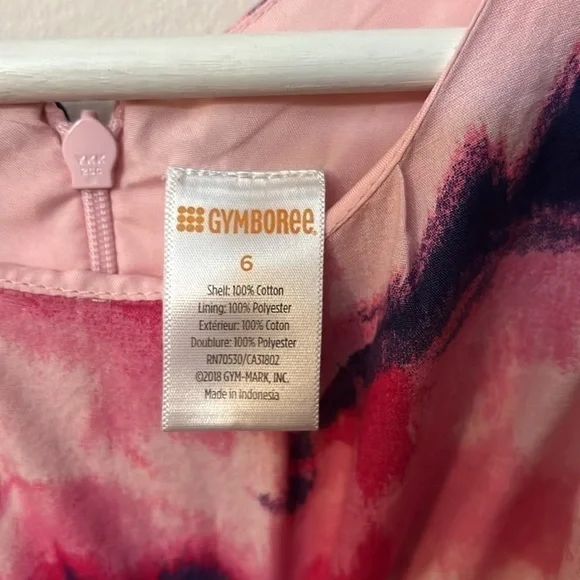 YKK
GYMBOREE
6
Shell: 100% Cotton
Lining: 100% Polyester
Extérieur: 100% Coton
Doublure: 100% Polyester
RN70530/CA31802
©2018 GYM-MARK, INC.
Made in Indonesia